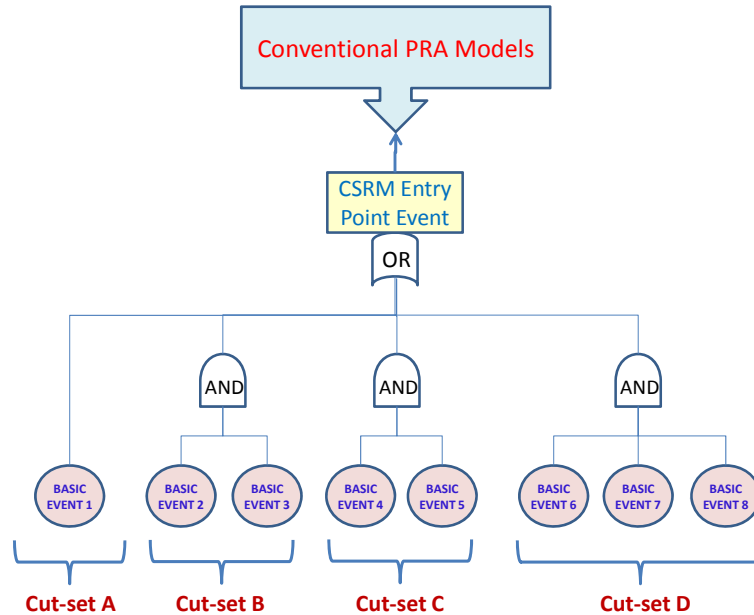 Conventional PRA Models
CSRM Entry
Point Event
OR
AND
AND
AND
BASIC
EVENT 1
BASIC
EVENT 2
BASIC
EVENT 3
BASIC
EVENT 4
BASIC
EVENT 5
BASIC
EVENT 6
BASIC
EVENT 7
BASIC
EVENT 8
Cut-set A
Cut-set B
Cut-set C
Cut-set D